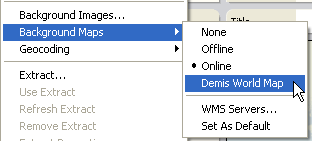 Background Images...
Background Maps
Geocoding
Extract...
Use Extract
Refresh Extract
Remove Extract
Title
None
Offline
Online
Demis World Map
WMS Servers...
Set As Default